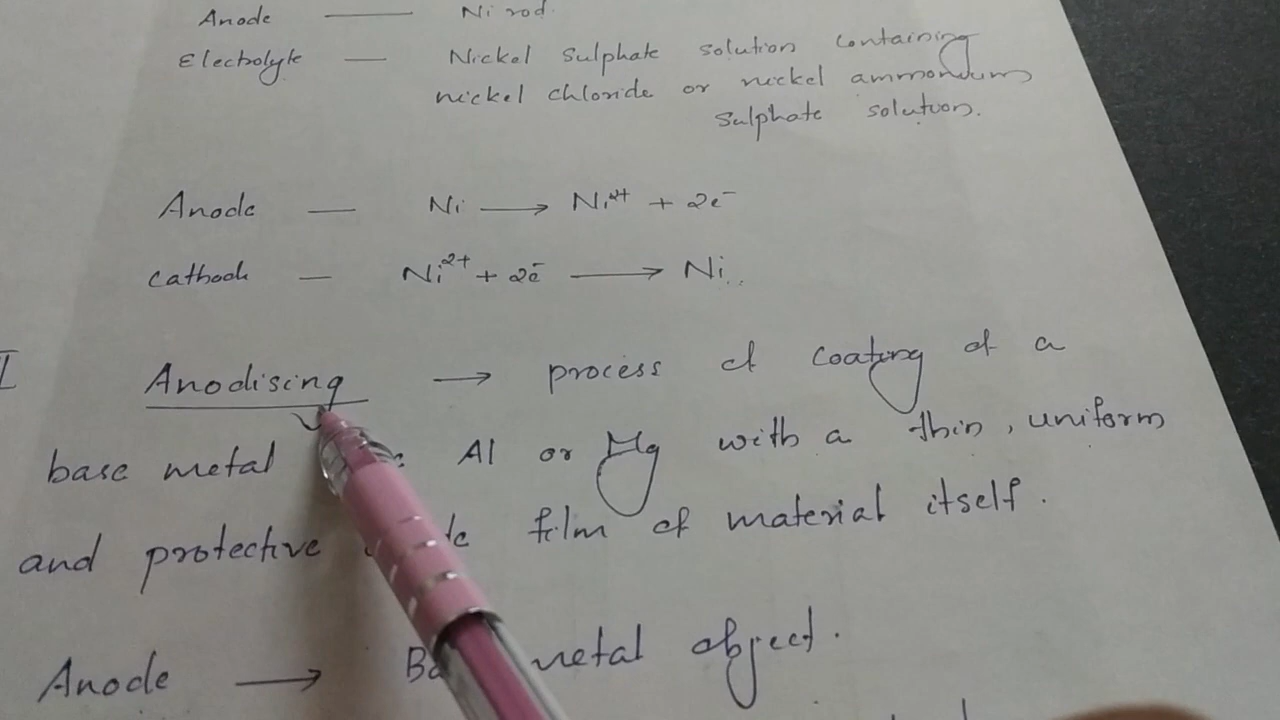 Anode —— Ni rod.
Electrolyte — Nickel Sulphate solution containing
nickel chloride or nickel ammonium
Sulphate solution.
Anode — Ni → Ni²⁺ + 2e⁻
Cathode — Ni²⁺ + 2e⁻ → Ni
Anodising → process of coating of a
base metal Al or Mg with a thin, uniform
and protective film of material itself.
Anode → metal object.